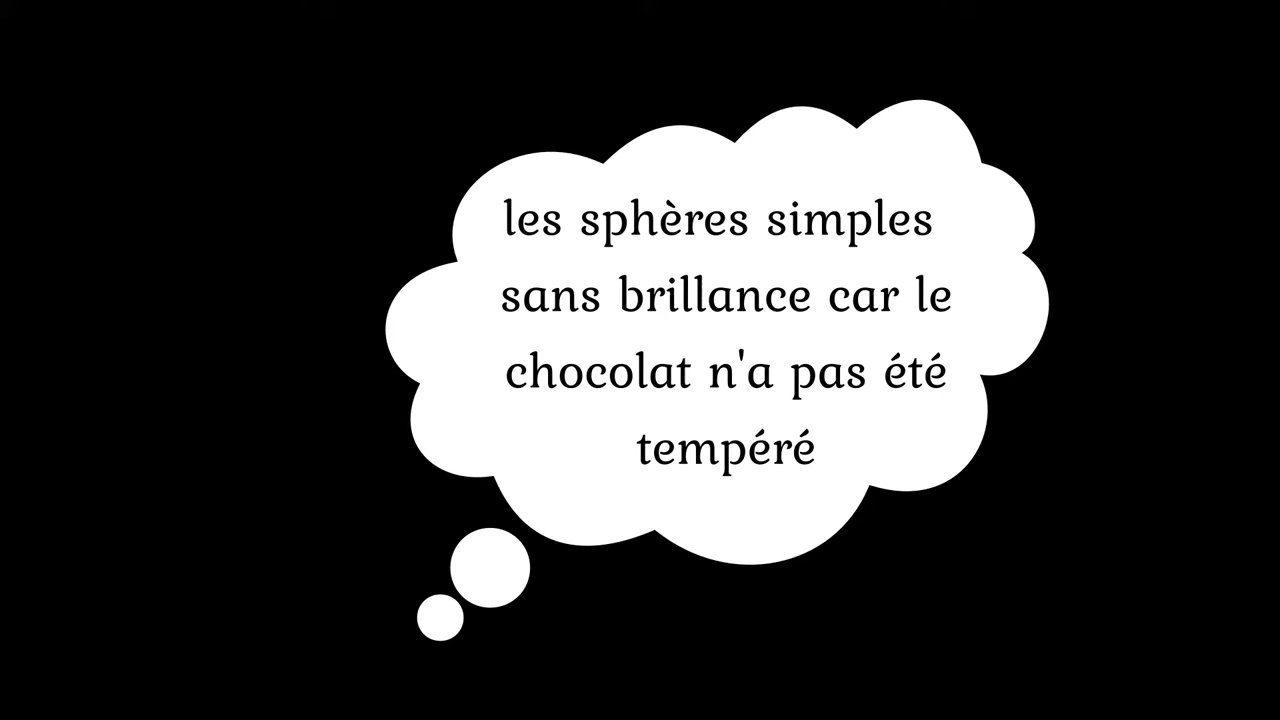 les sphères simples
sans brillance car le
chocolat n'a pas été
tempéré